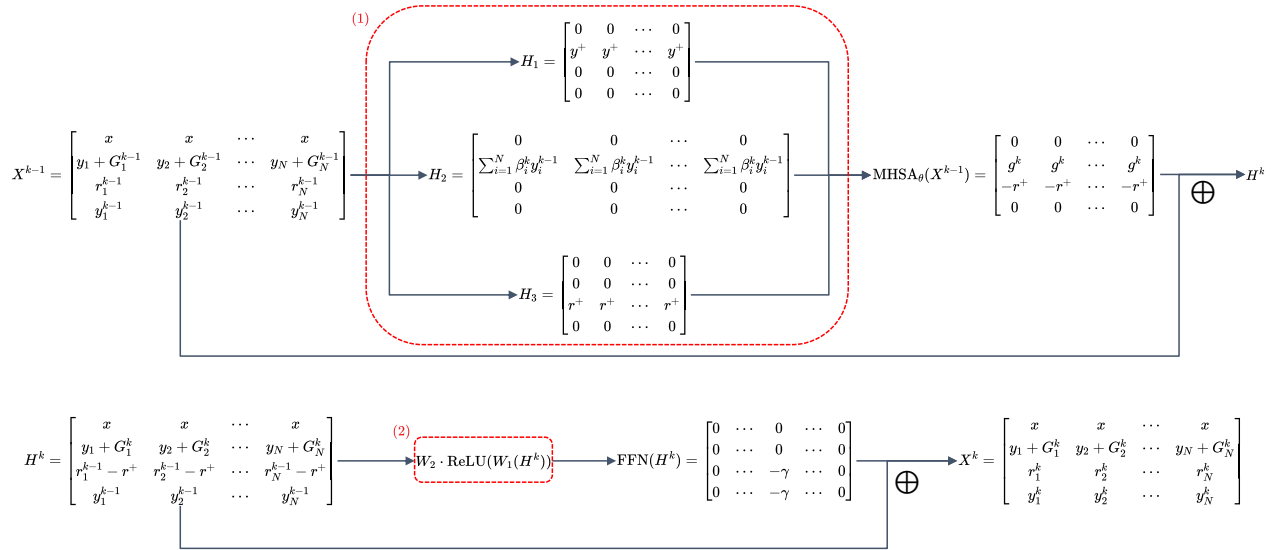 (1)
H_1 = [0 0 ⋯ 0; y^+ y^+ ⋯ y^+; 0 0 ⋯ 0; 0 0 ⋯ 0]
X^{k-1} = [x x ⋯ x; y_1 + G_1^{k-1} y_2 + G_2^{k-1} ⋯ y_N + G_N^{k-1}; r_1^{k-1} r_2^{k-1} ⋯ r_N^{k-1}; y_1^{k-1} y_2^{k-1} ⋯ y_N^{k-1}]
H_2 = [0 0 ⋯ 0; ∑_{i=1}^N β_i^k y_i^{k-1} ∑_{i=1}^N β_i^k y_i^{k-1} ⋯ ∑_{i=1}^N β_i^k y_i^{k-1}; 0 0 ⋯ 0; 0 0 ⋯ 0]
MHSA_θ(X^{k-1}) = [0 0 ⋯ 0; g^k g^k ⋯ g^k; -r^+ -r^+ ⋯ -r^+; 0 0 ⋯ 0]
⊕
H^k
H_3 = [0 0 ⋯ 0; 0 0 ⋯ 0; r^+ r^+ ⋯ r^+; 0 0 ⋯ 0]
H^k = [x x ⋯ x; y_1 + G_1^k y_2 + G_2^k ⋯ y_N + G_N^k; r_1^{k-1} - r^+ r_2^{k-1} - r^+ ⋯ r_N^{k-1} - r^+; y_1^{k-1} y_2^{k-1} ⋯ y_N^{k-1}]
(2)
W_2 · ReLU(W_1(H^k))
FFN(H^k) = [0 ⋯ 0 ⋯ 0; 0 ⋯ 0 ⋯ 0; 0 ⋯ -γ ⋯ 0; 0 ⋯ -γ ⋯ 0]
⊕
X^k = [x x ⋯ x; y_1 + G_1^k y_2 + G_2^k ⋯ y_N + G_N^k; r_1^k r_2^k ⋯ r_N^k; y_1^k y_2^k ⋯ y_N^k]